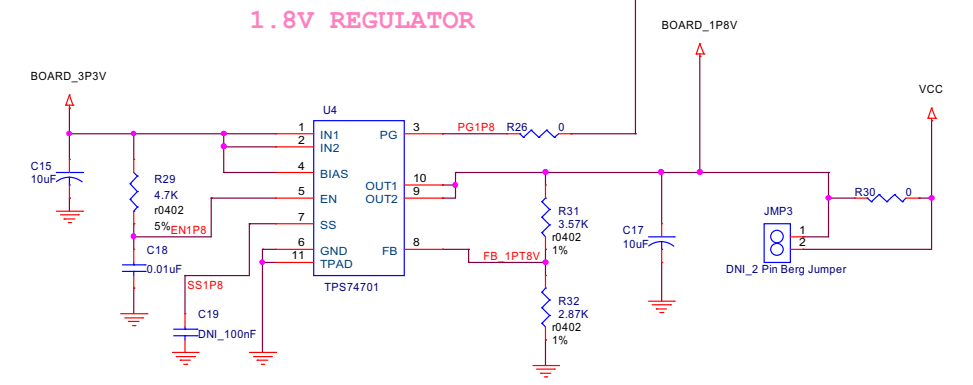 1.8V REGULATOR
BOARD_1P8V
BOARD_3P3V
VCC
U4
1 IN1
2 IN2
4 BIAS
5 EN
7 SS
6 GND
11 TPAD
PG 3
OUT1 10
OUT2 9
FB 8
TPS74701
PG1P8 R26 0
C15
10uF
R29
4.7K
r0402
5%
EN1P8
C18
0.01uF
SS1P8
C19
DNI_100nF
R31
3.57K
r0402
1%
FB_1PT8V
R32
2.87K
r0402
1%
C17
10uF
R30 0
JMP3
1
2
DNI_2 Pin Berg Jumper